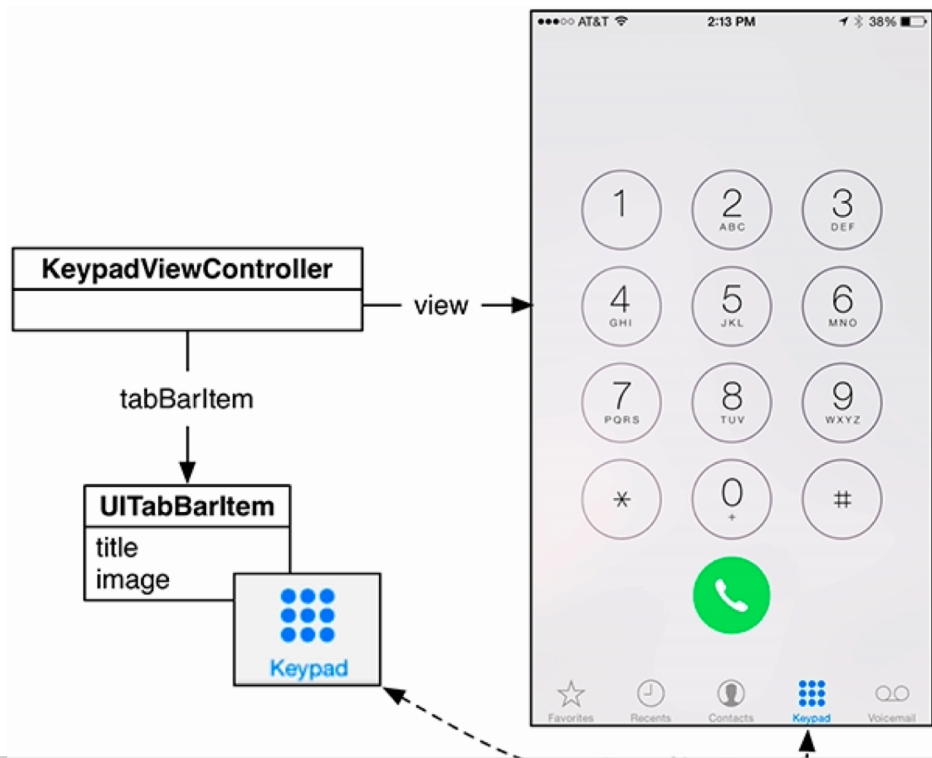 AT&T 2:13 PM 38%
1 2 3
ABC DEF
KeypadViewController
view
4 5 6
GHI JKL MNO
tabBarItem
7 8 9
PQRS TUV WXYZ
UITabBarItem
title
image
* 0 #
+
Keypad
Favorites Recents Contacts Keypad Voicemail